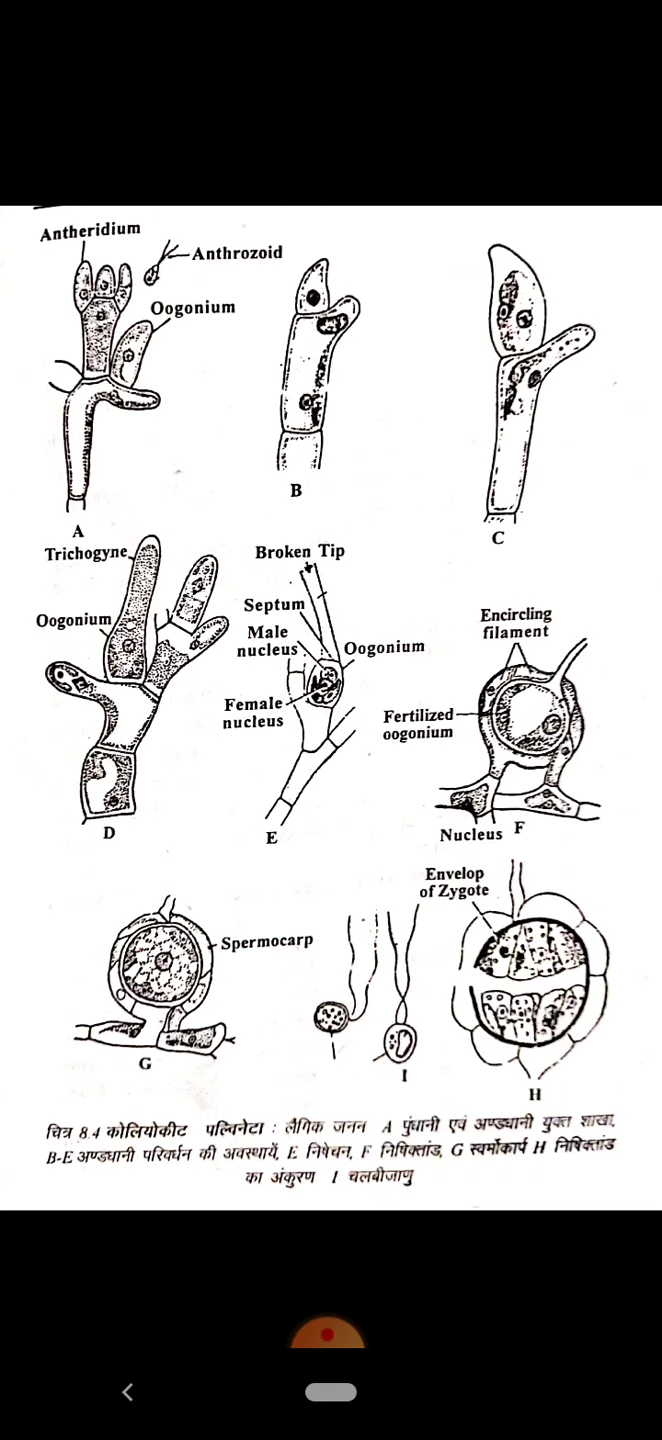 Antheridium
Anthrozoid
Oogonium
A
B
C
Trichogyne
Oogonium
D
Broken Tip
Septum
Male
nucleus
Oogonium
Female
nucleus
E
Encircling
filament
Fertilized
oogonium
Nucleus F
Spermocarp
G
I
Envelop
of Zygote
H
चित्र 8.4 कोलियोकीट पल्विनेटा : लैंगिक जनन A पुंधानी एवं अण्डधानी युक्त शाखा,
B-E अण्डधानी परिवर्धन की अवस्थायें, E निषेचन, F निषिक्तांड, G स्पर्मोकार्प H निषिक्तांड
का अंकुरण I चलबीजाणु